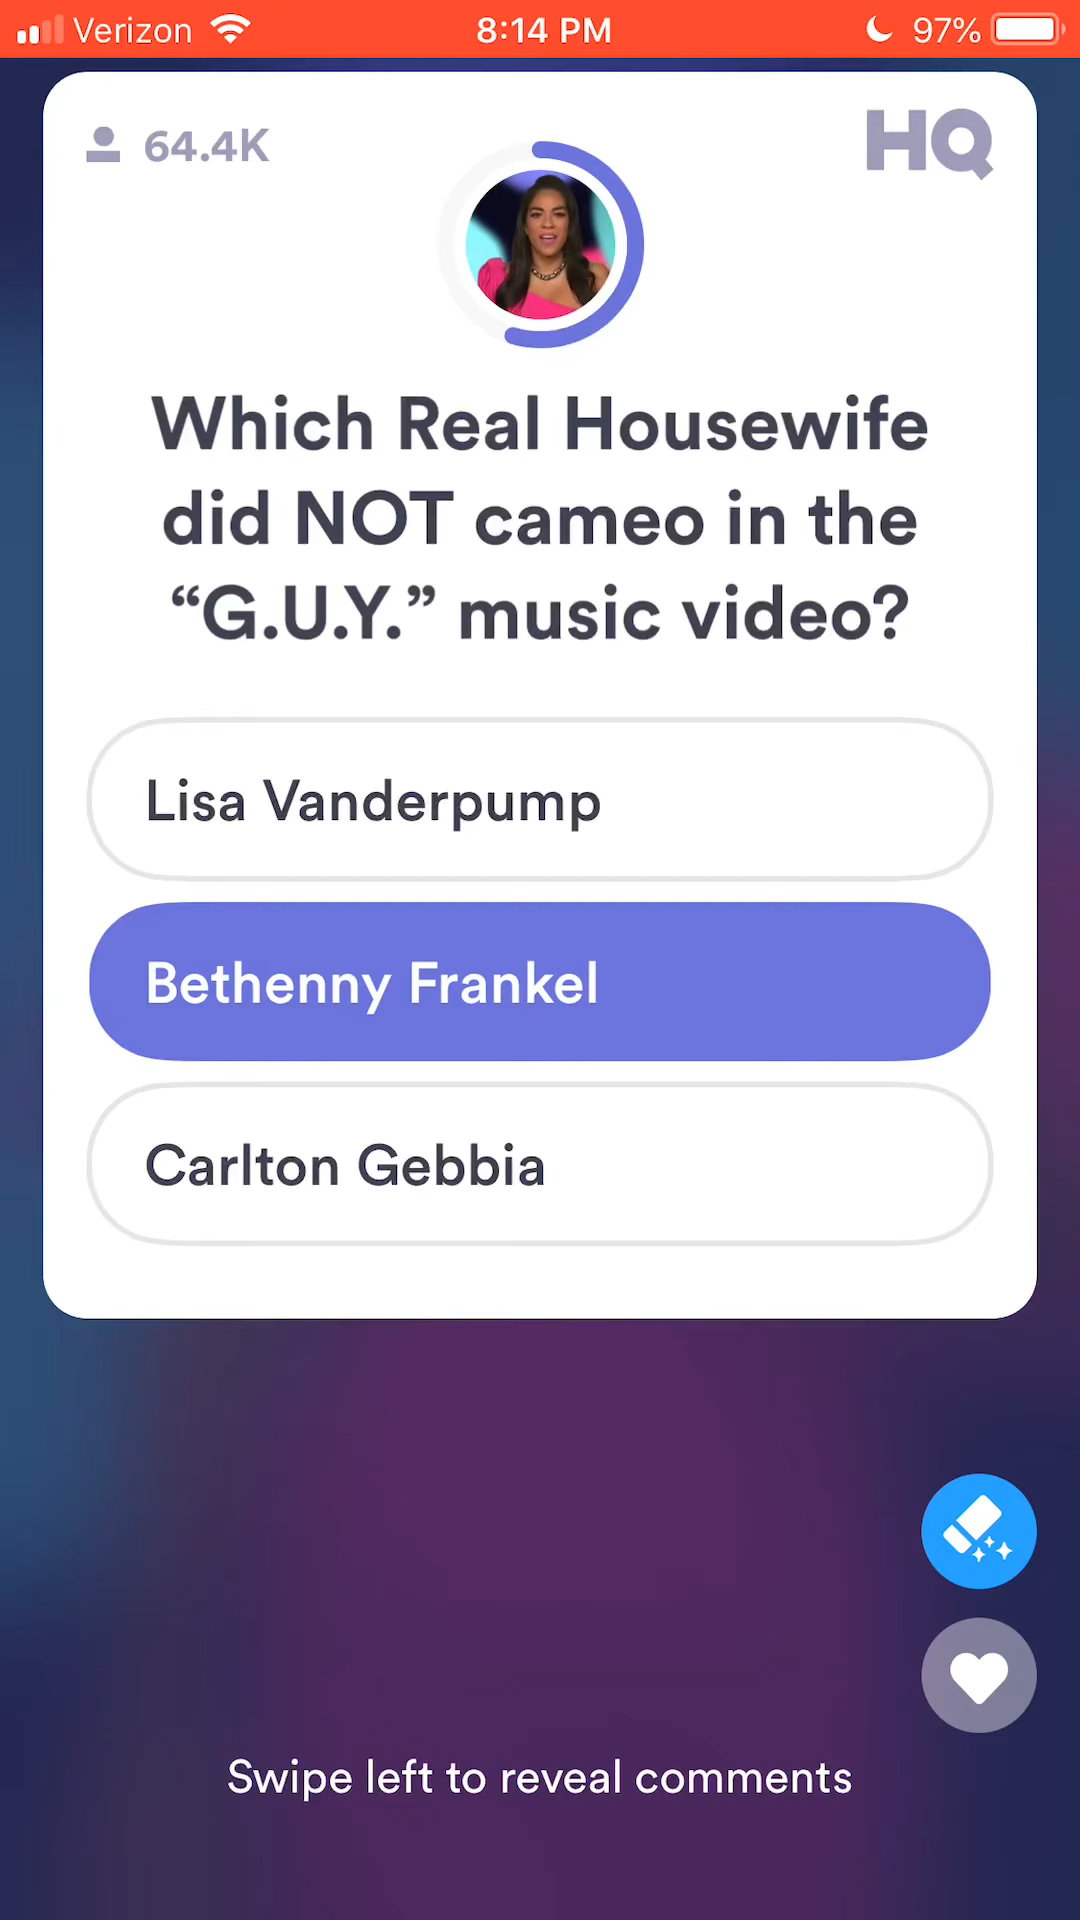 Verizon 8:14 PM 97%
64.4K HQ
Which Real Housewife
did NOT cameo in the
“G.U.Y.” music video?
Lisa Vanderpump
Bethenny Frankel
Carlton Gebbia
Swipe left to reveal comments